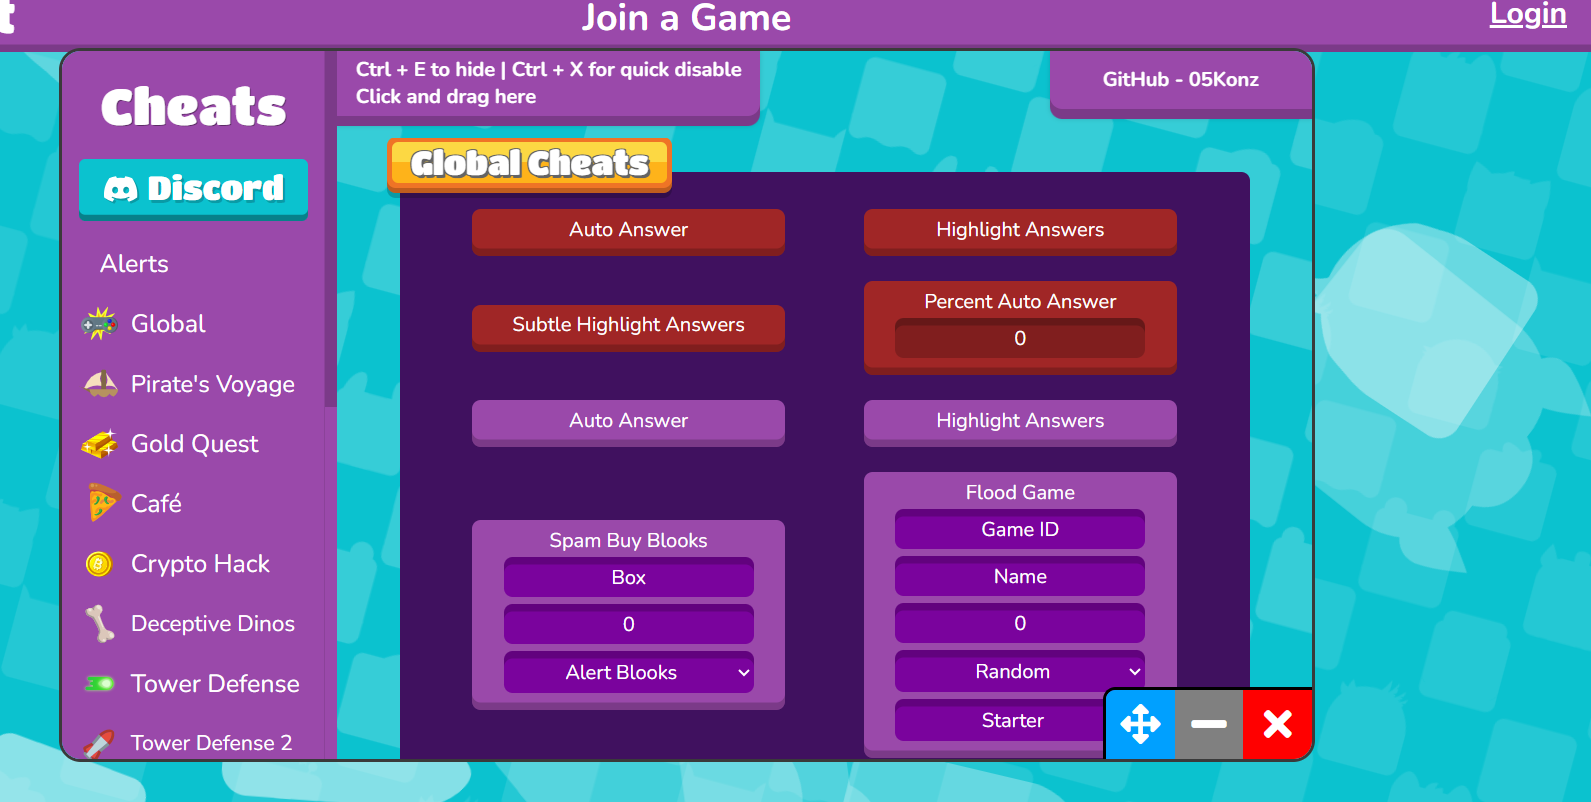 t
Join a Game
Login
Cheats
Discord
Alerts
Global
Pirate's Voyage
Gold Quest
Café
Crypto Hack
Deceptive Dinos
Tower Defense
Tower Defense 2
Ctrl + E to hide | Ctrl + X for quick disable
Click and drag here
GitHub - 05Konz
Global Cheats
Auto Answer
Highlight Answers
Subtle Highlight Answers
Percent Auto Answer
0
Auto Answer
Highlight Answers
Spam Buy Blooks
Box
0
Alert Blooks
Flood Game
Game ID
Name
0
Random
Starter